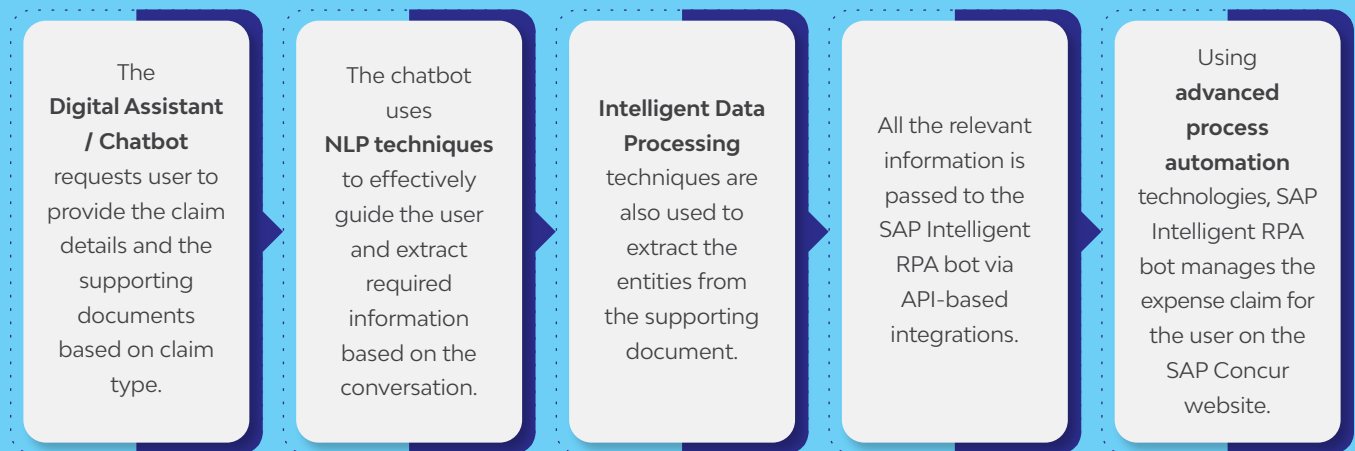 The
Digital Assistant
/ Chatbot
requests user to
provide the claim
details and the
supporting
documents
based on claim
type.
The chatbot
uses
NLP techniques
to effectively
guide the user
and extract
required
information
based on the
conversation.
Intelligent Data
Processing
techniques are
also used to
extract the
entities from
the supporting
document.
All the relevant
information is
passed to the
SAP Intelligent
RPA bot via
API-based
integrations.
Using
advanced
process
automation
technologies, SAP
Intelligent RPA
bot manages the
expense claim for
the user on the
SAP Concur
website.